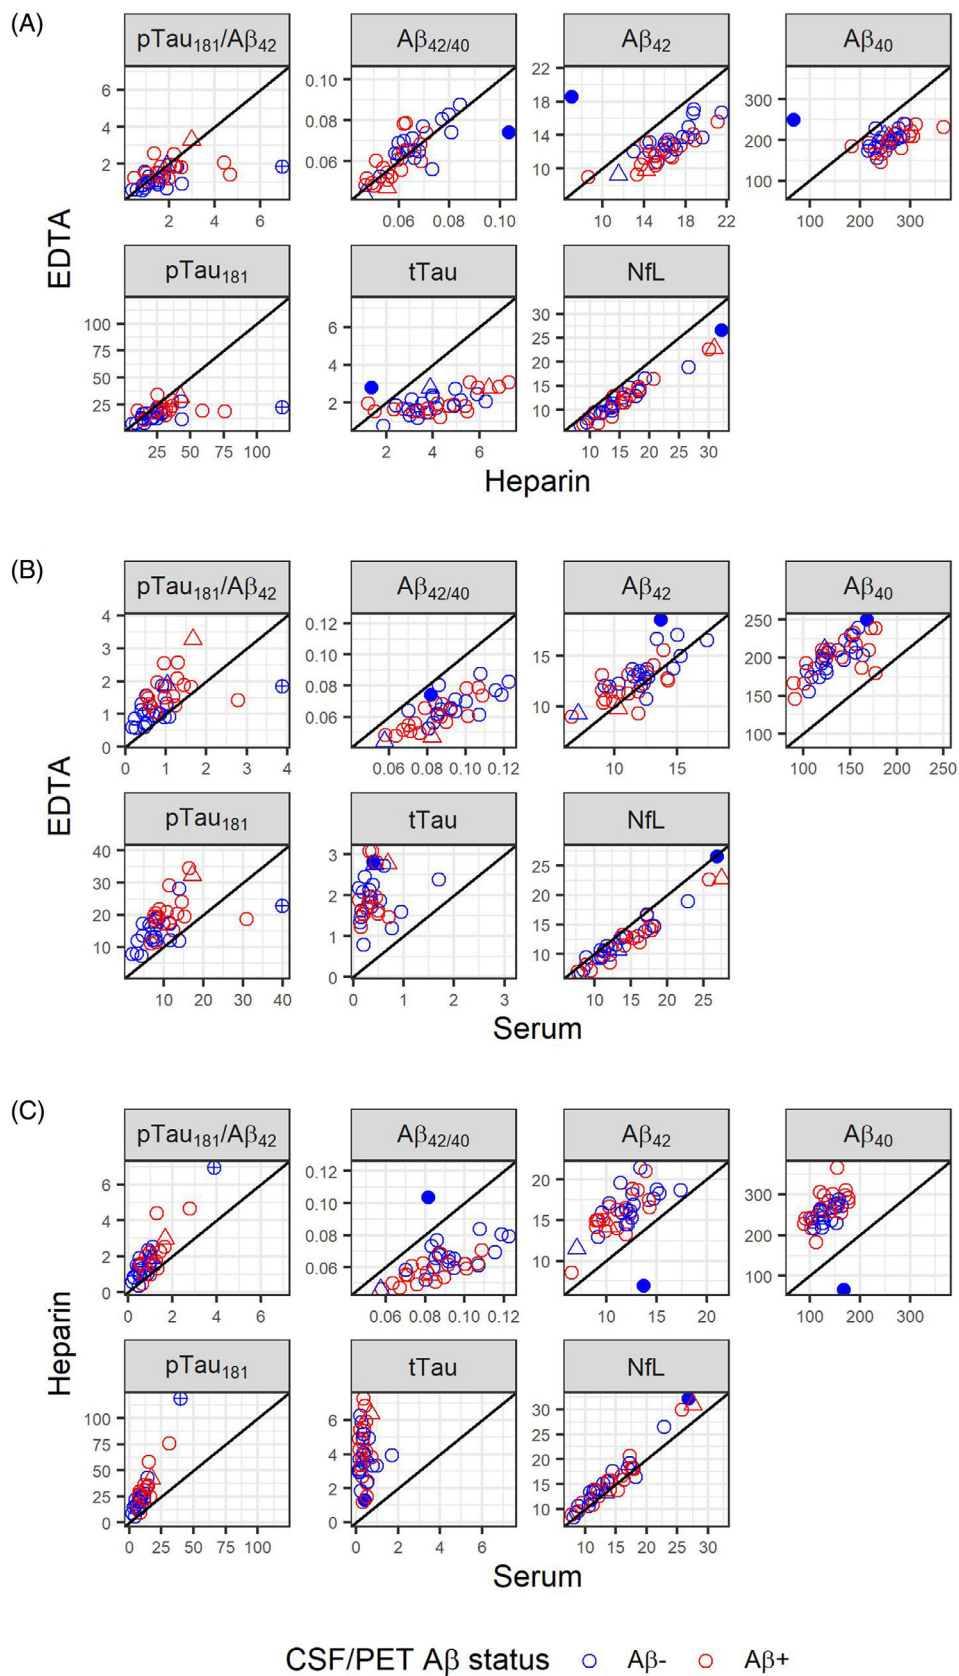 (A)
pTau181/Aβ42 Aβ42/40 Aβ42 Aβ40
6 4 2
0.10 0.08 0.06
22 18 14 10
300 200 100
2 4 6 0.06 0.08 0.10 10 14 18 22 100 200 300
EDTA
pTau181 tTau NfL
100 75 50 25
6 4 2
30 25 20 15 10
25 50 75 100 2 4 6 10 15 20 25 30
Heparin
(B)
pTau181/Aβ42 Aβ42/40 Aβ42 Aβ40
4 3 2 1 0
0.12 0.10 0.08 0.06
15 10
250 200 150 100
0 1 2 3 4 0.06 0.08 0.10 0.12 10 15 100 150 200 250
EDTA
pTau181 tTau NfL
40 30 20 10
3 2 1 0
25 20 15 10
10 20 30 40 0 1 2 3 10 15 20 25
Serum
(C)
pTau181/Aβ42 Aβ42/40 Aβ42 Aβ40
6 4 2 0
0.12 0.10 0.08 0.06
20 15 10
300 200 100
0 2 4 6 0.06 0.08 0.10 0.12 10 15 20 100 200 300
Heparin
pTau181 tTau NfL
100 75 50 25 0
6 4 2 0
30 25 20 15 10
0 25 50 75 100 0 2 4 6 10 15 20 25 30
Serum
CSF/PET Aβ status Aβ- Aβ+